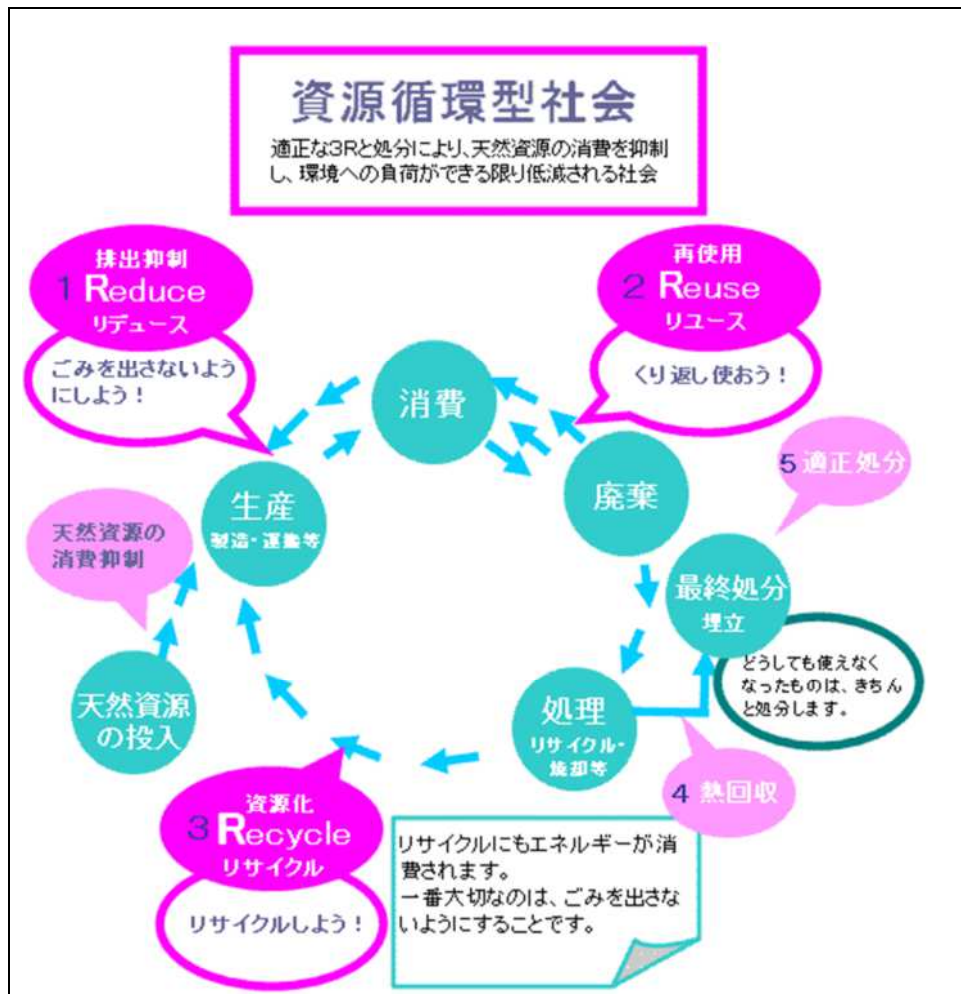 資源循環型社会
適正な3Rと処分により、天然資源の消費を抑制
し、環境への負荷ができる限り低減される社会
排出抑制
1 Reduce
リデュース
ごみを出さないよう
にしよう！
再使用
2 Reuse
リユース
くり返し使おう！
消費
5 適正処分
廃棄
生産
製造・運搬等
天然資源の
消費抑制
最終処分
埋立
どうしても使えなく
なったものは、きちん
と処分します。
天然資源
の投入
処理
リサイクル・
焼却等
4 熱回収
資源化
3 Recycle
リサイクル
リサイクルしよう！
リサイクルにもエネルギーが消
費されます。
一番大切なのは、ごみを出さな
いようにすることです。